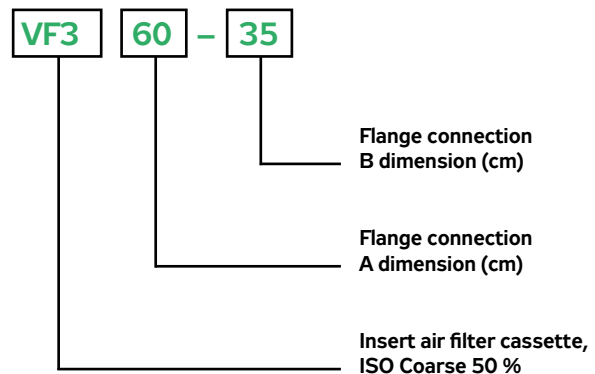 VF3 60 – 35
Flange connection
B dimension (cm)
Flange connection
A dimension (cm)
Insert air filter cassette,
ISO Coarse 50 %